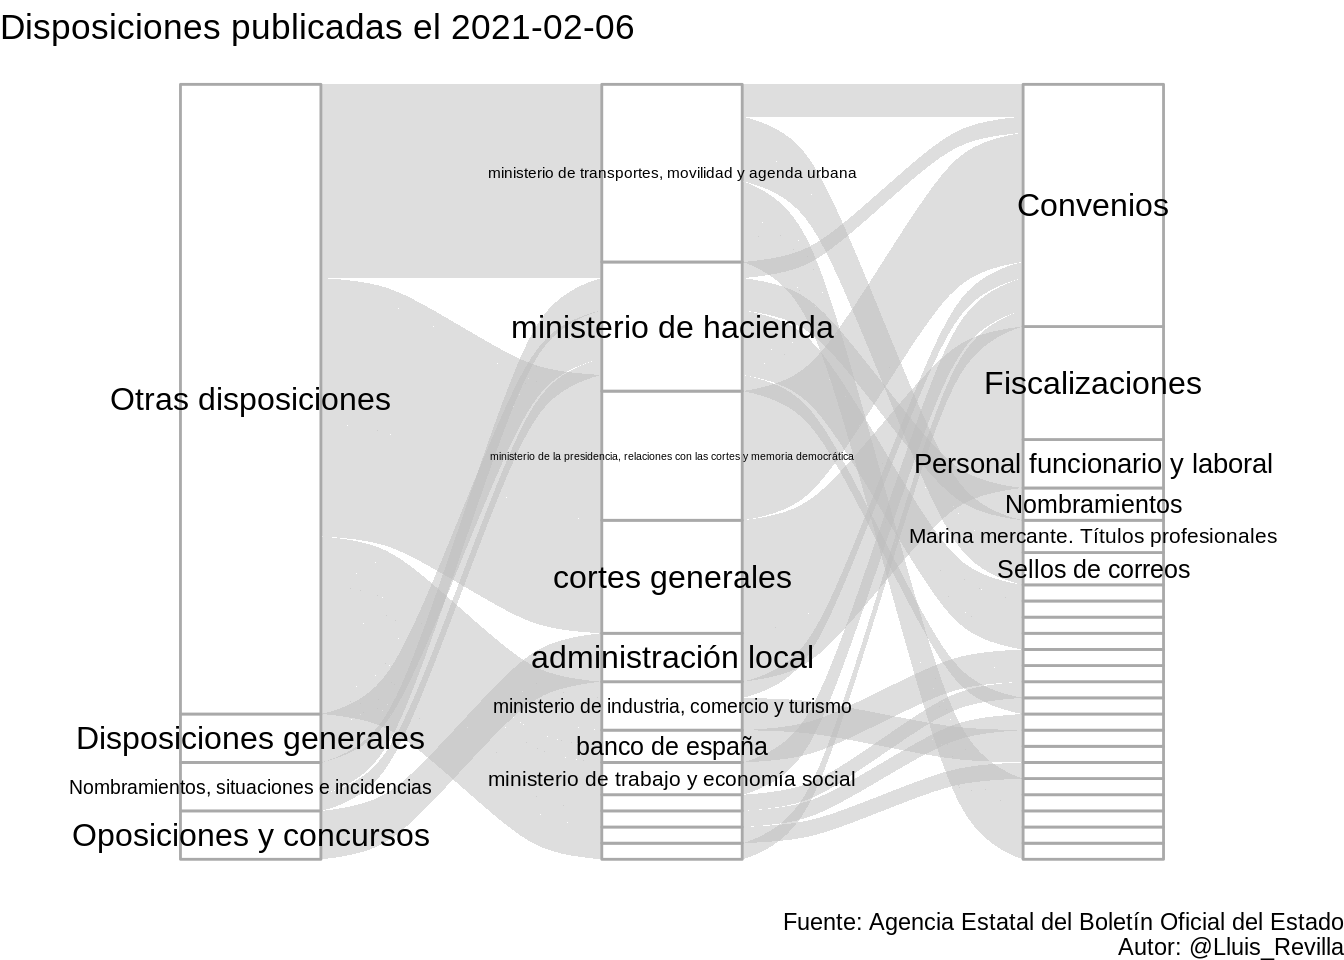 Disposiciones publicadas el 2021-02-06
Otras disposiciones
Disposiciones generales
Nombramientos, situaciones e incidencias
Oposiciones y concursos
ministerio de transportes, movilidad y agenda urbana
ministerio de hacienda
ministerio de la presidencia, relaciones con las cortes y memoria democrática
cortes generales
administración local
ministerio de industria, comercio y turismo
banco de españa
ministerio de trabajo y economía social
Convenios
Fiscalizaciones
Personal funcionario y laboral
Nombramientos
Marina mercante. Títulos profesionales
Sellos de correos
Fuente: Agencia Estatal del Boletín Oficial del Estado
Autor: @Lluis_Revilla